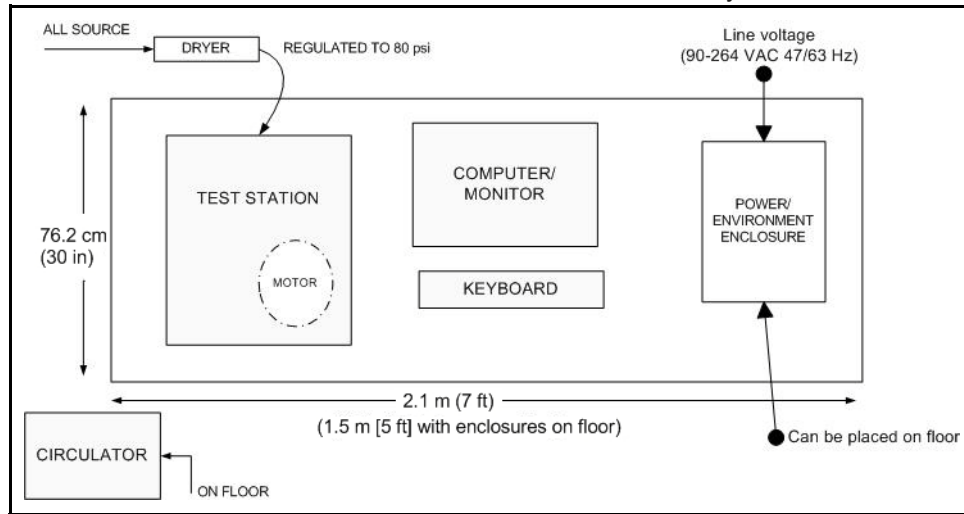 ALL SOURCE
DRYER
REGULATED TO 80 psi
Line voltage
(90-264 VAC 47/63 Hz)
TEST STATION
MOTOR
COMPUTER/
MONITOR
KEYBOARD
POWER/
ENVIRONMENT
ENCLOSURE
76.2 cm
(30 in)
2.1 m (7 ft)
(1.5 m [5 ft] with enclosures on floor)
Can be placed on floor
CIRCULATOR
ON FLOOR